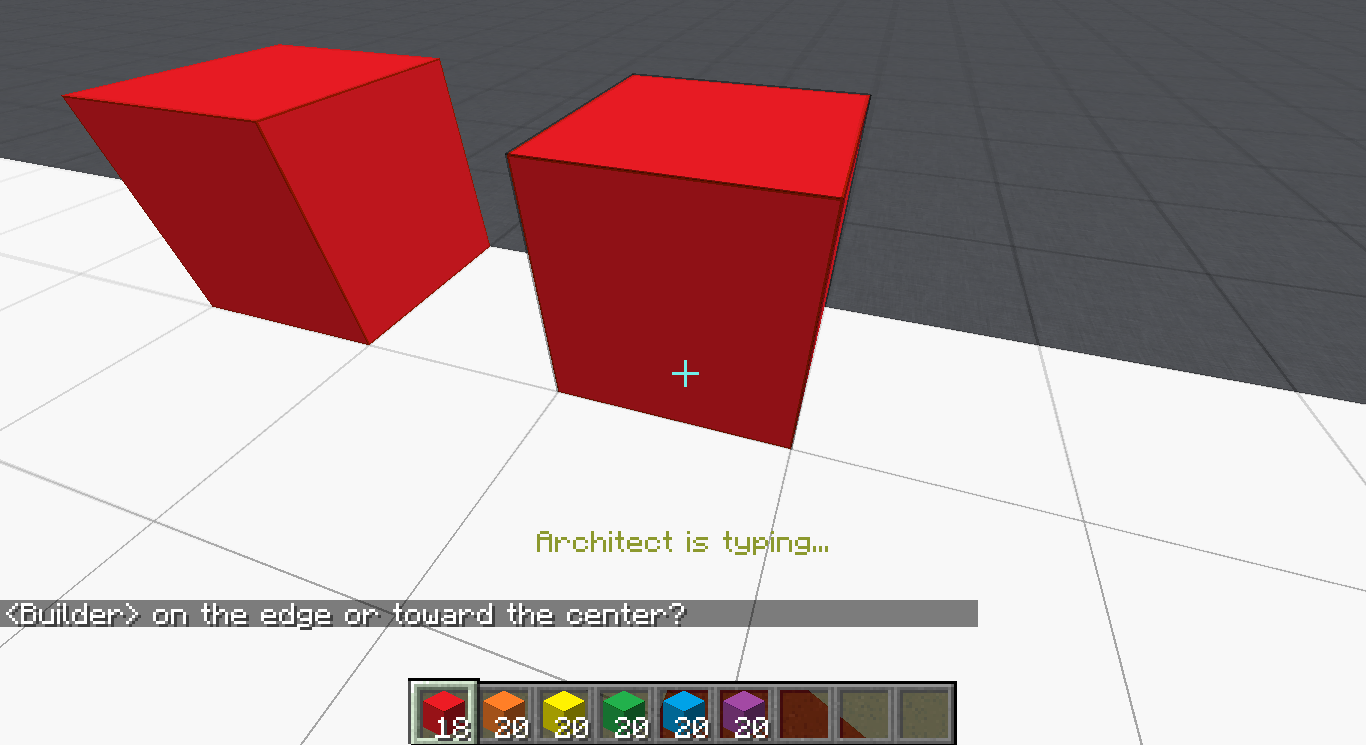 Architect is typing...
<Builder> on the edge or toward the center?
18 20 20 20 20 20